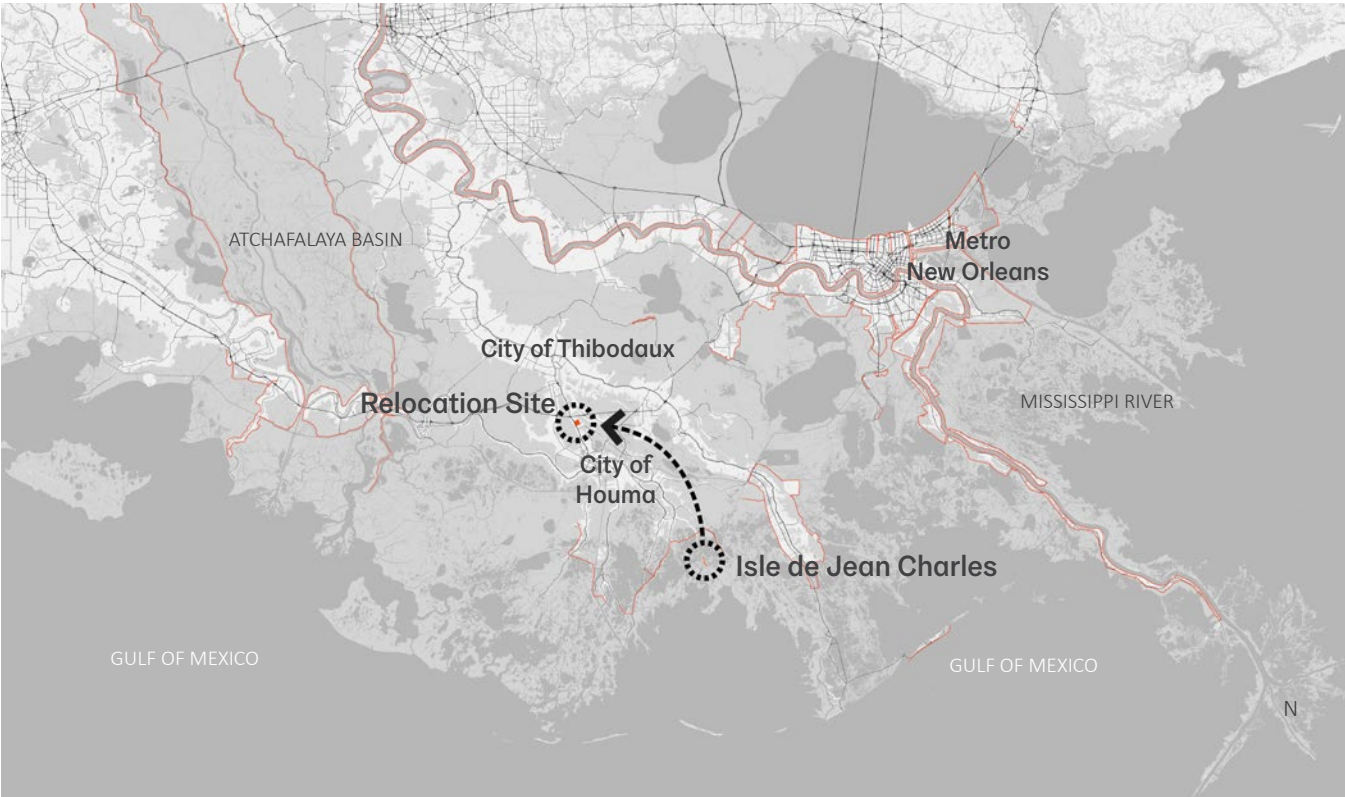 ATCHAFALAYA BASIN
Metro
New Orleans
City of Thibodaux
Relocation Site
MISSISSIPPI RIVER
City of
Houma
Isle de Jean Charles
GULF OF MEXICO
GULF OF MEXICO
N